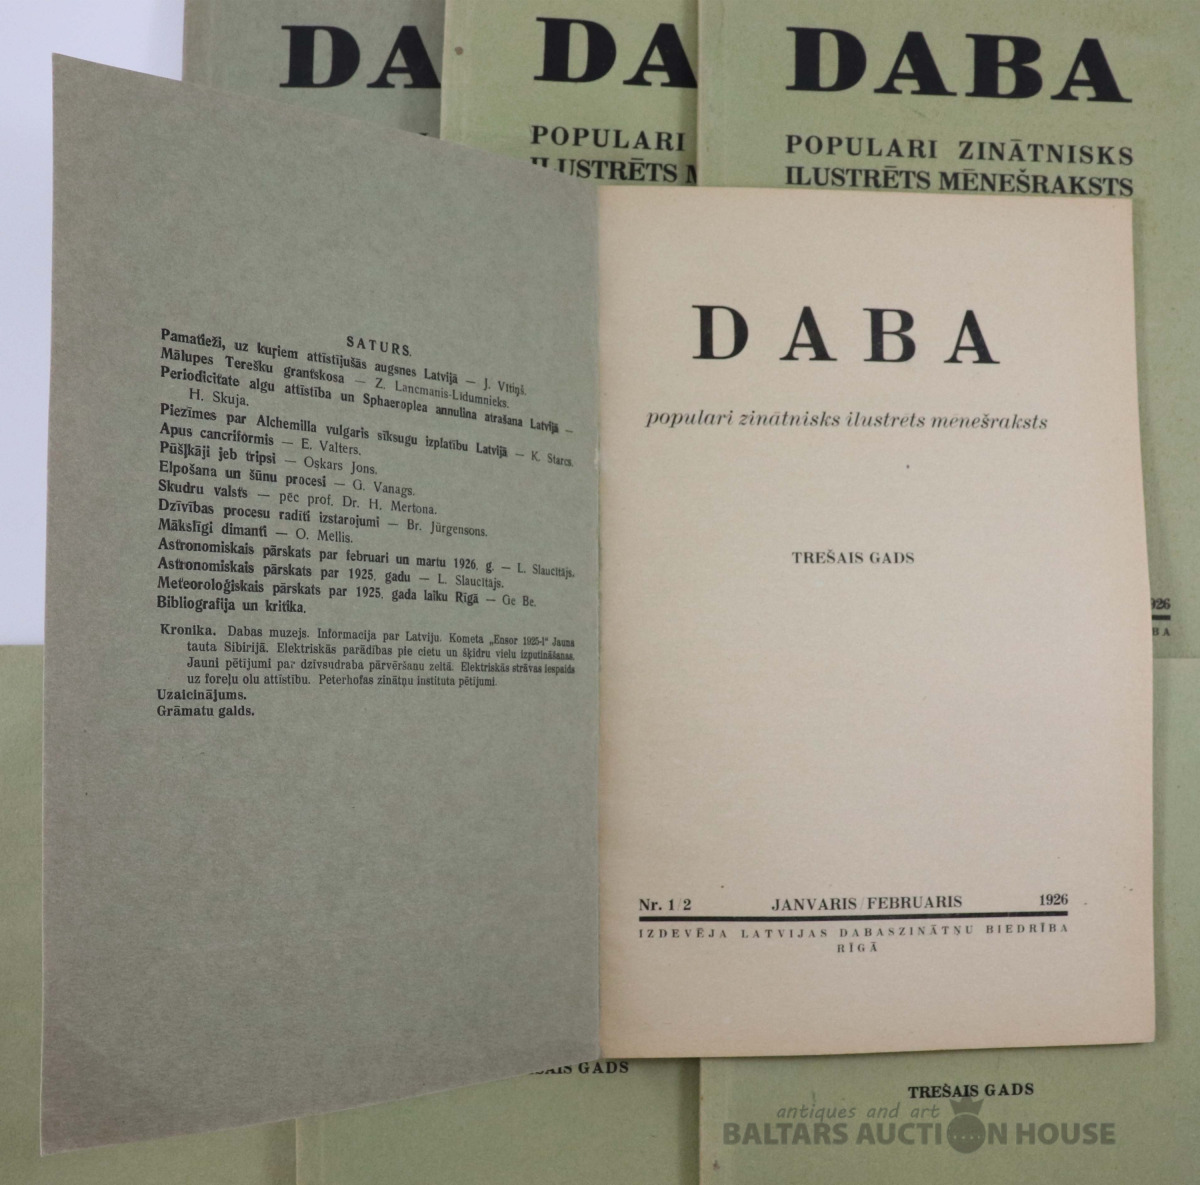 DA
DA
POPULARI
ILUSTRĒTS M
DABA
POPULARI ZINĀTNISKS
ILUSTRĒTS MĒNEŠRAKSTS
SATURS.
Pamatieži, uz kuŗiem attīstījušās augsnes Latvijā — J. Vītiņš.
Mālupes Terešku grantskosa — Z. Lancmanis-Lidumnieks.
Periodicitate algu attīstība un Sphaeroplea annulina atrašana Latvijā —
H. Skuja.
Piezīmes par Alchemilla vulgaris sīksugu izplatību Latvijā — K. Starcs.
Apus cancriformis — E. Valters.
Pūšļkāji jeb tripsi — Oskars Jons.
Elpošana un šūnu procesi — G. Vanags.
Skudru valsts — pēc prof. Dr. H. Mertona.
Dzīvības procesu radīti izstarojumi — Br. Jürgensons.
Mākslīgi dimanti — O. Mellis.
Astronomiskais pārskats par februari un martu 1926. g. — L. Slaucītājs.
Astronomiskais pārskats par 1925. gadu — L. Slaucītājs.
Meteoroloģiskais pārskats par 1925. gada laiku Rīgā — Ge Be.
Bibliografija un kritika.
Kronika. Dabas muzejs. Informacija par Latviju. Kometa „Ensor 1925-I“ Jauna
tauta Sibirijā. Elektriskās parādības pie cietu un šķidru vielu izputināšanas.
Jauni pētijumi par dzīvsudraba pārvēršanu zeltā. Elektriskās strāvas iespaids
uz foreļu olu attīstību. Peterhofas zinātņu instituta pētijumi.
Uzaicinājums.
Grāmatu galds.
DABA
populari zinātnisks ilustrēts mēnešraksts
TREŠAIS GADS
Nr. 1/2 JANVARIS/FEBRUARIS 1926
IZDEVĒJA LATVIJAS DABASZINĀTŅU BIEDRĪBA
RĪGĀ
926
BA
GADS
TREŠAIS GADS
antiques and art
BALTARS AUCTION HOUSE